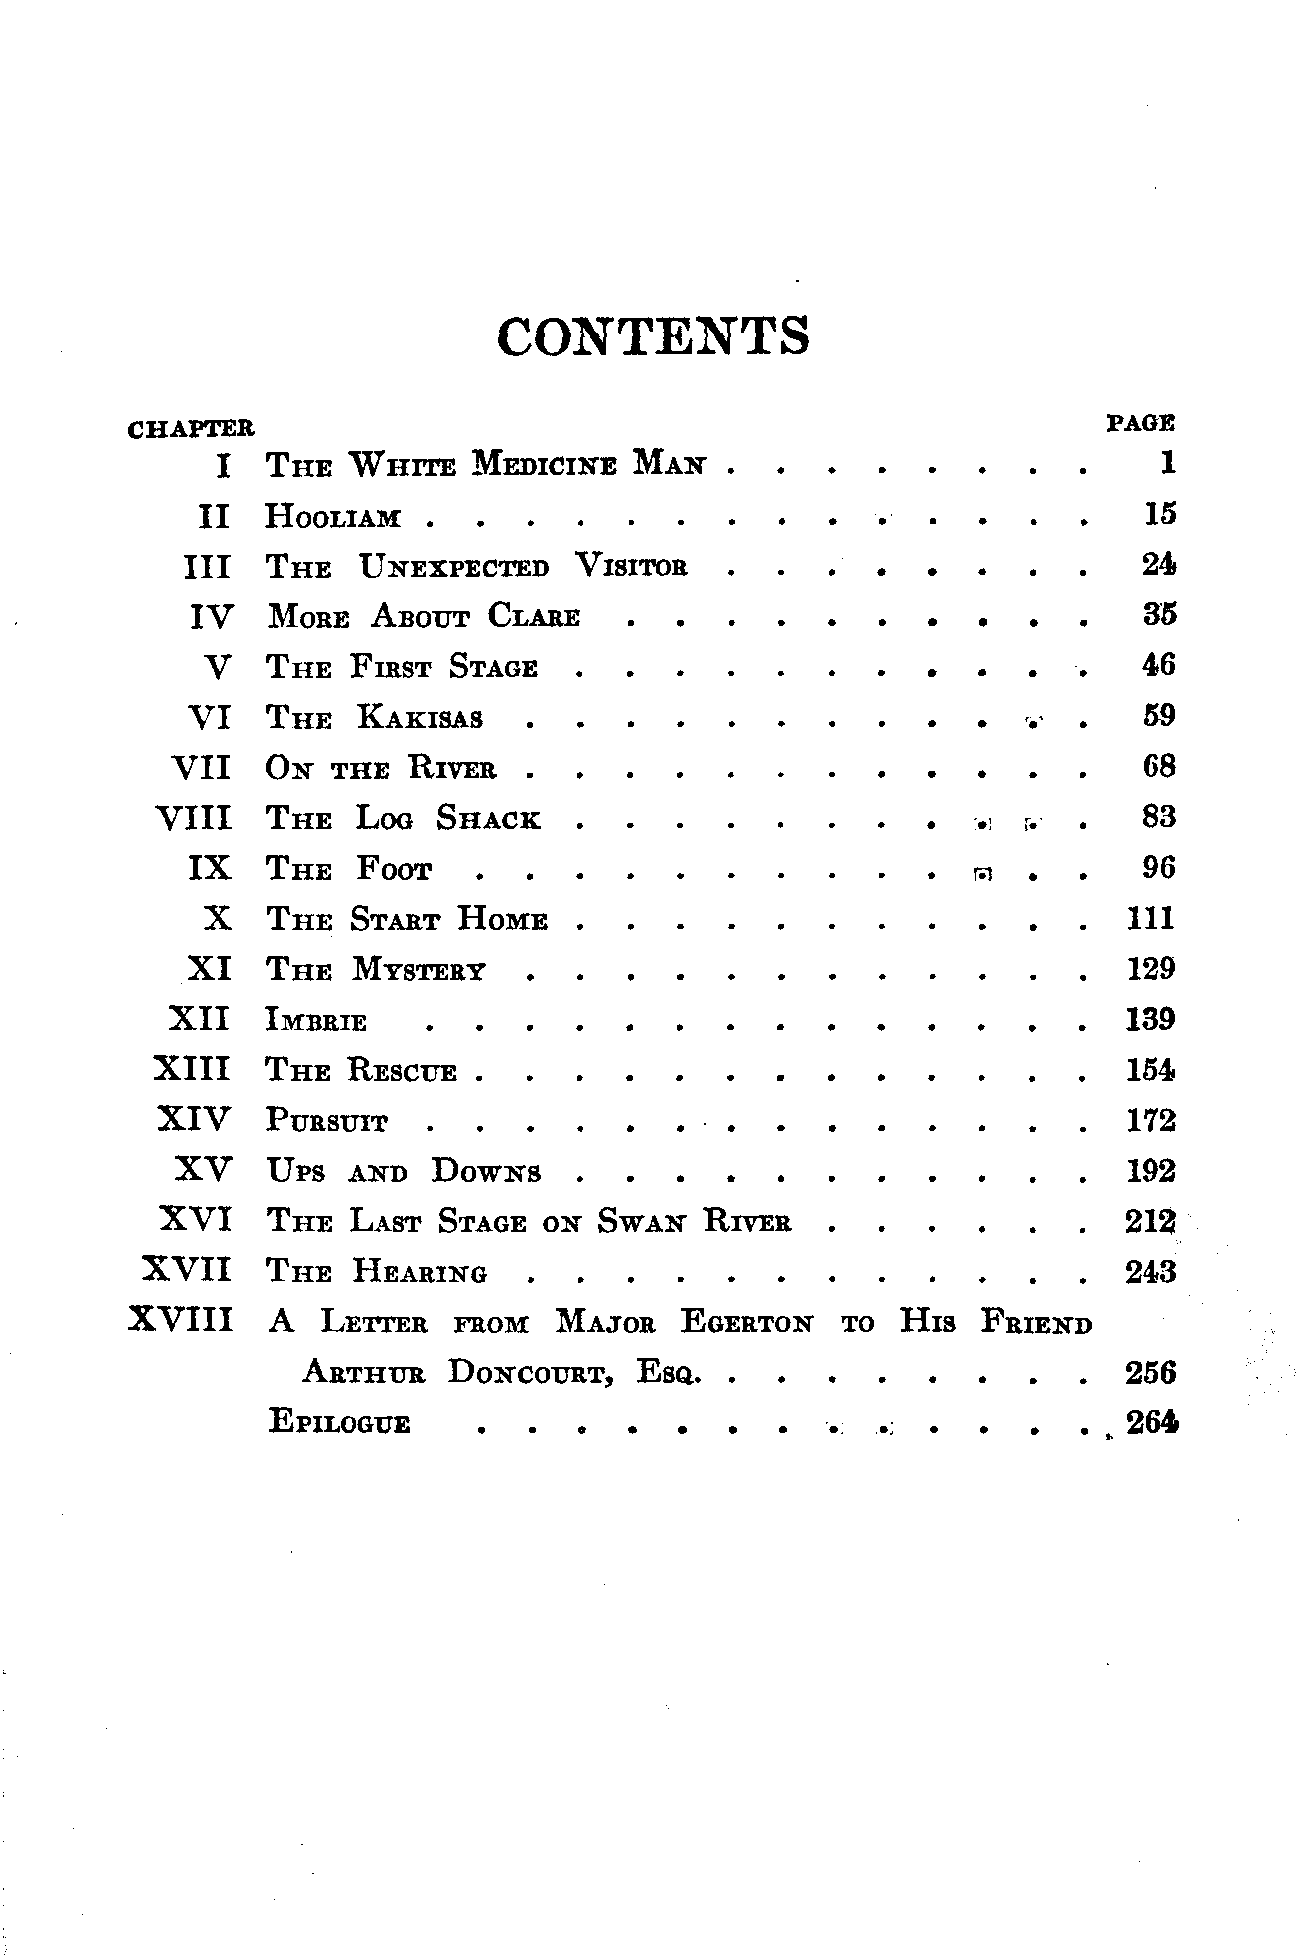 CONTENTS
CHAPTER PAGE
I The White Medicine Man . . . . . . . . 1
II Hooliam . . . . . . . . . . . . . . 15
III The Unexpected Visitor . . . . . . . . 24
IV More About Clare . . . . . . . . . . 35
V The First Stage . . . . . . . . . . . 46
VI The Kakisas . . . . . . . . . . . . 59
VII On the River . . . . . . . . . . . . 68
VIII The Log Shack . . . . . . . . . . . 83
IX The Foot . . . . . . . . . . . . . 96
X The Start Home . . . . . . . . . . . 111
XI The Mystery . . . . . . . . . . . . 129
XII Imbrie . . . . . . . . . . . . . . 139
XIII The Rescue . . . . . . . . . . . . . 154
XIV Pursuit . . . . . . . . . . . . . . 172
XV Ups and Downs . . . . . . . . . . . 192
XVI The Last Stage on Swan River . . . . . . 212
XVII The Hearing . . . . . . . . . . . . 243
XVIII A Letter from Major Egerton to His Friend
Arthur Doncourt, Esq. . . . . . . . . . 256
Epilogue . . . . . . . . . . . . . 264